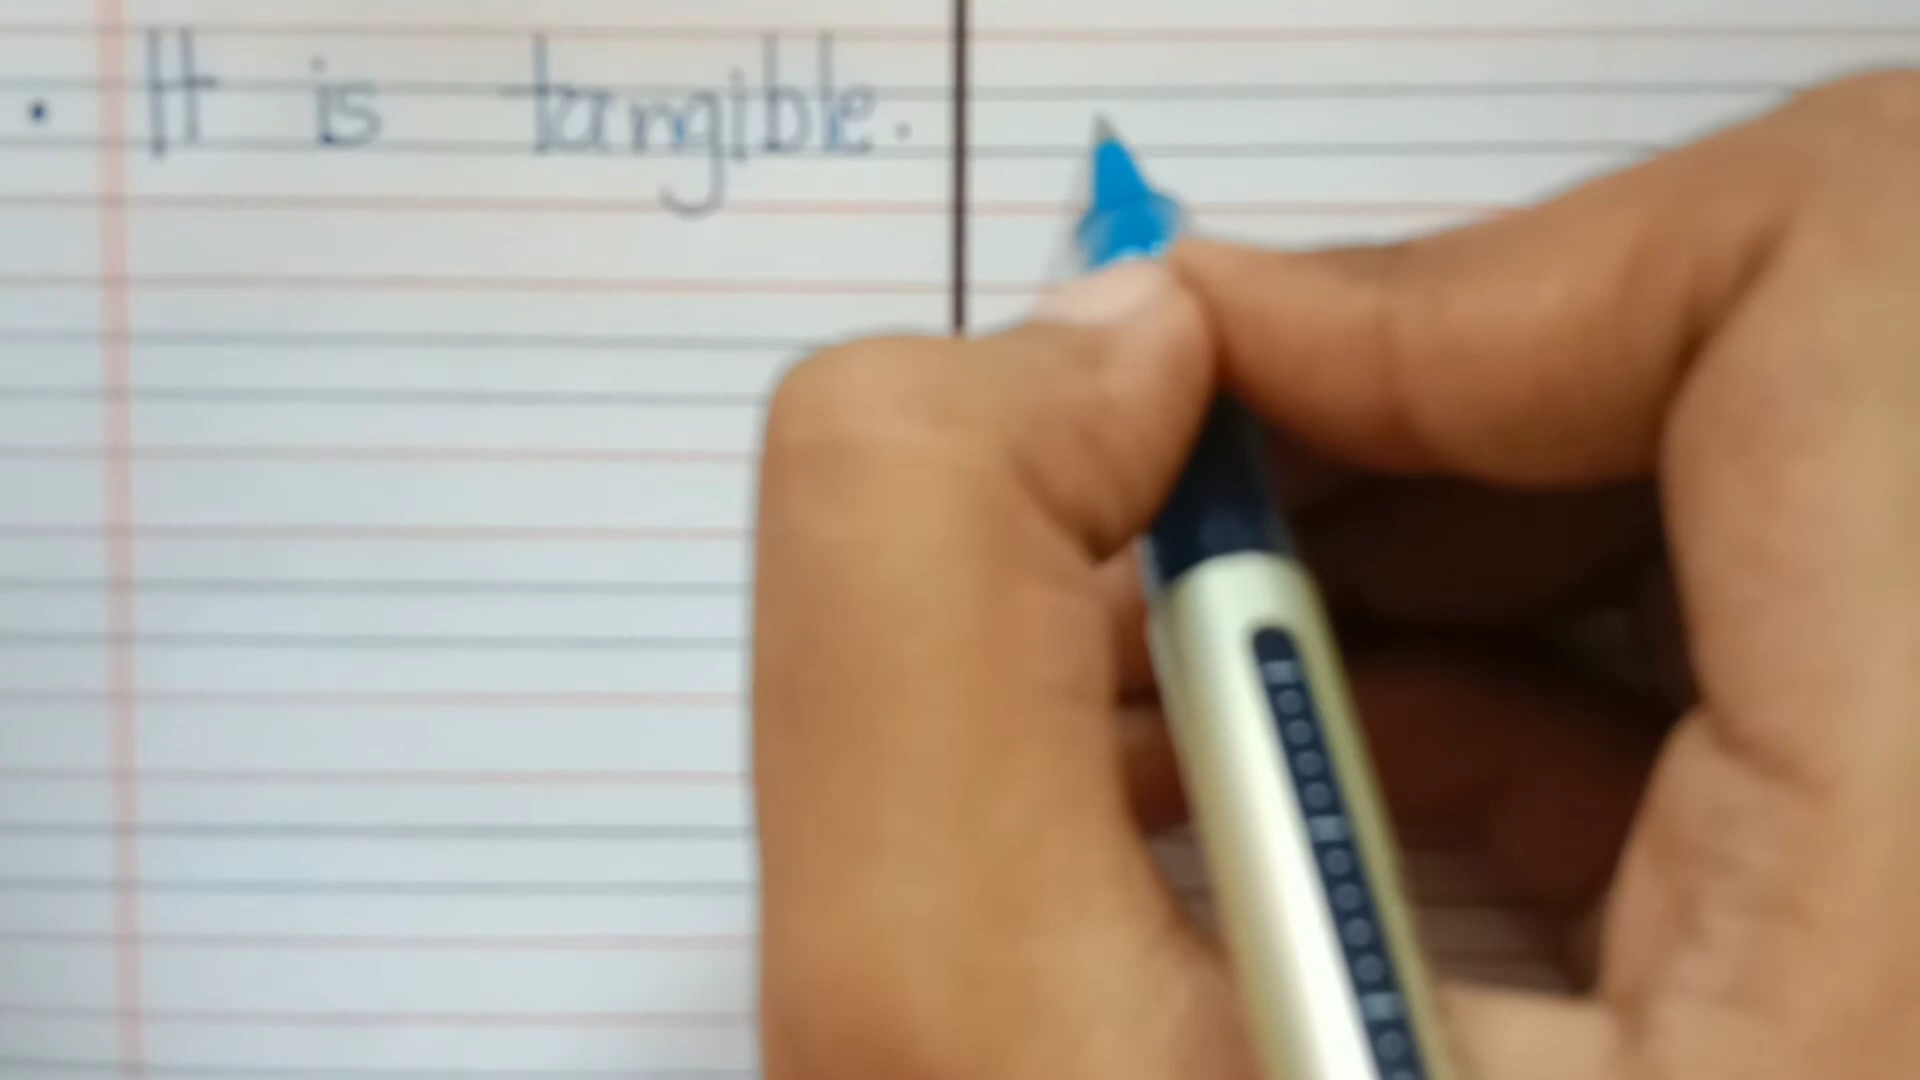 • It is tangible.